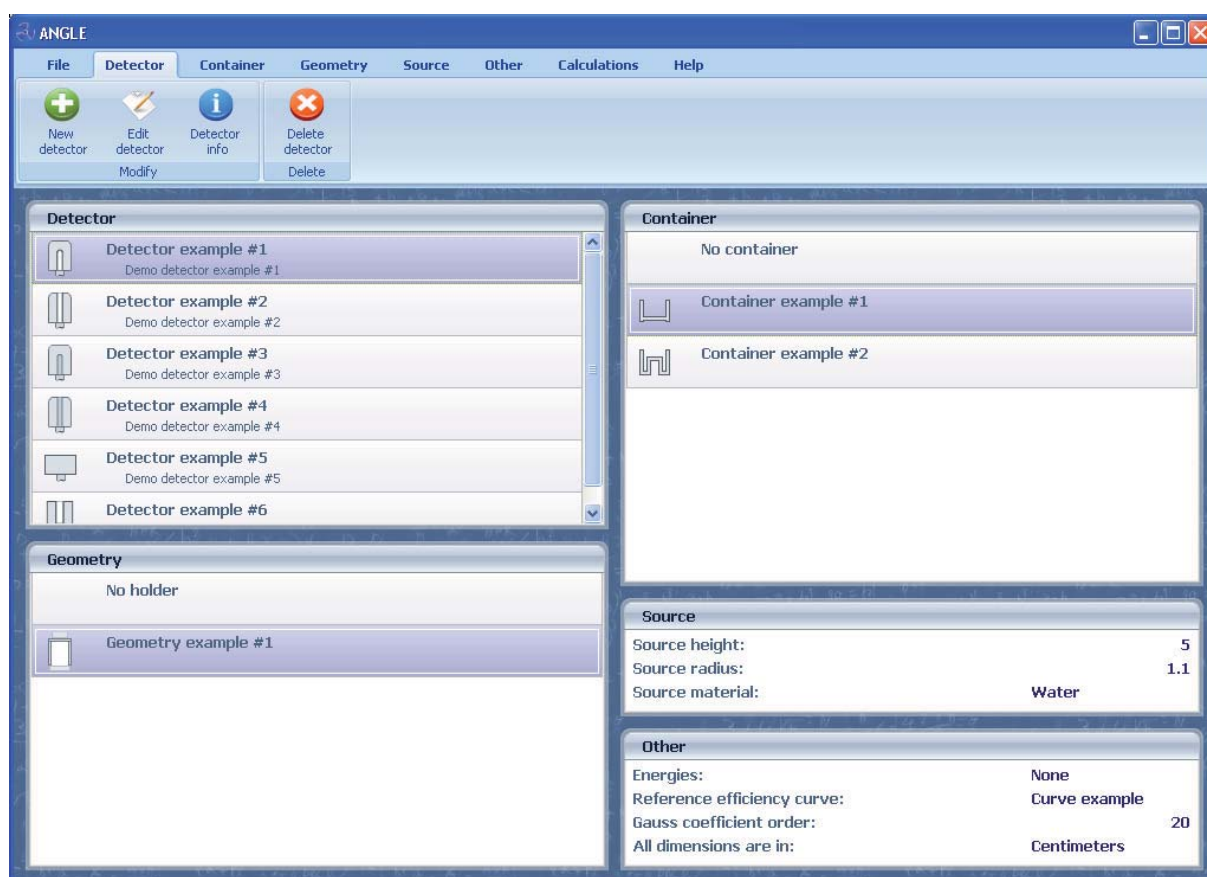 ANGLE
File Detector Container Geometry Source Other Calculations Help
New detector
Edit detector
Detector info
Delete detector
Modify
Delete
Detector
Detector example #1
Demo detector example #1
Detector example #2
Demo detector example #2
Detector example #3
Demo detector example #3
Detector example #4
Demo detector example #4
Detector example #5
Demo detector example #5
Detector example #6
Geometry
No holder
Geometry example #1
Container
No container
Container example #1
Container example #2
Source
Source height: 5
Source radius: 1.1
Source material: Water
Other
Energies: None
Reference efficiency curve: Curve example
Gauss coefficient order: 20
All dimensions are in: Centimeters